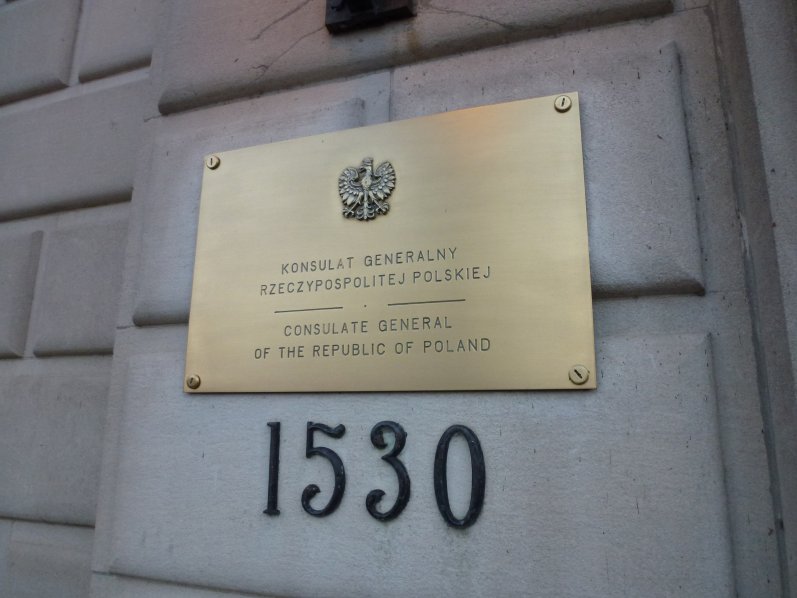 KONSULAT GENERALNY
RZECZYPOSPOLITEJ POLSKIEJ
CONSULATE GENERAL
OF THE REPUBLIC OF POLAND
1530